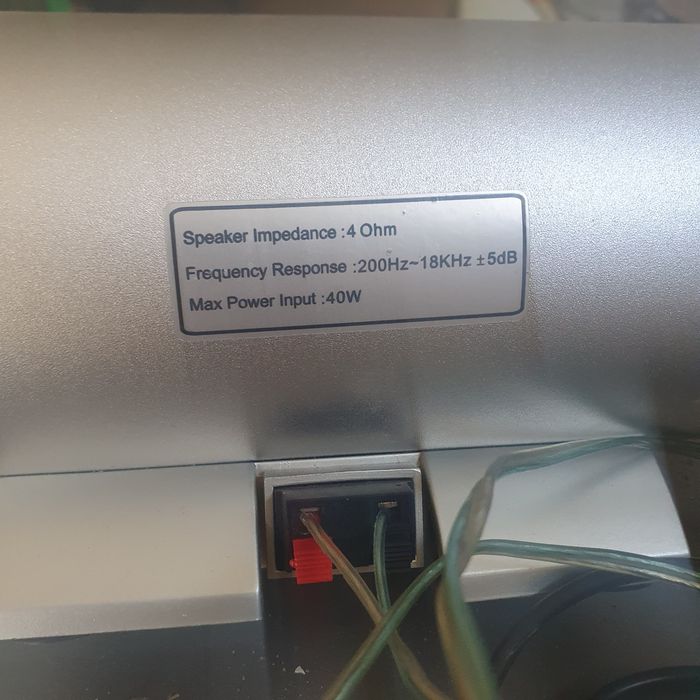 Speaker Impedance :4 Ohm
Frequency Response :200Hz~18KHz ±5dB
Max Power Input :40W